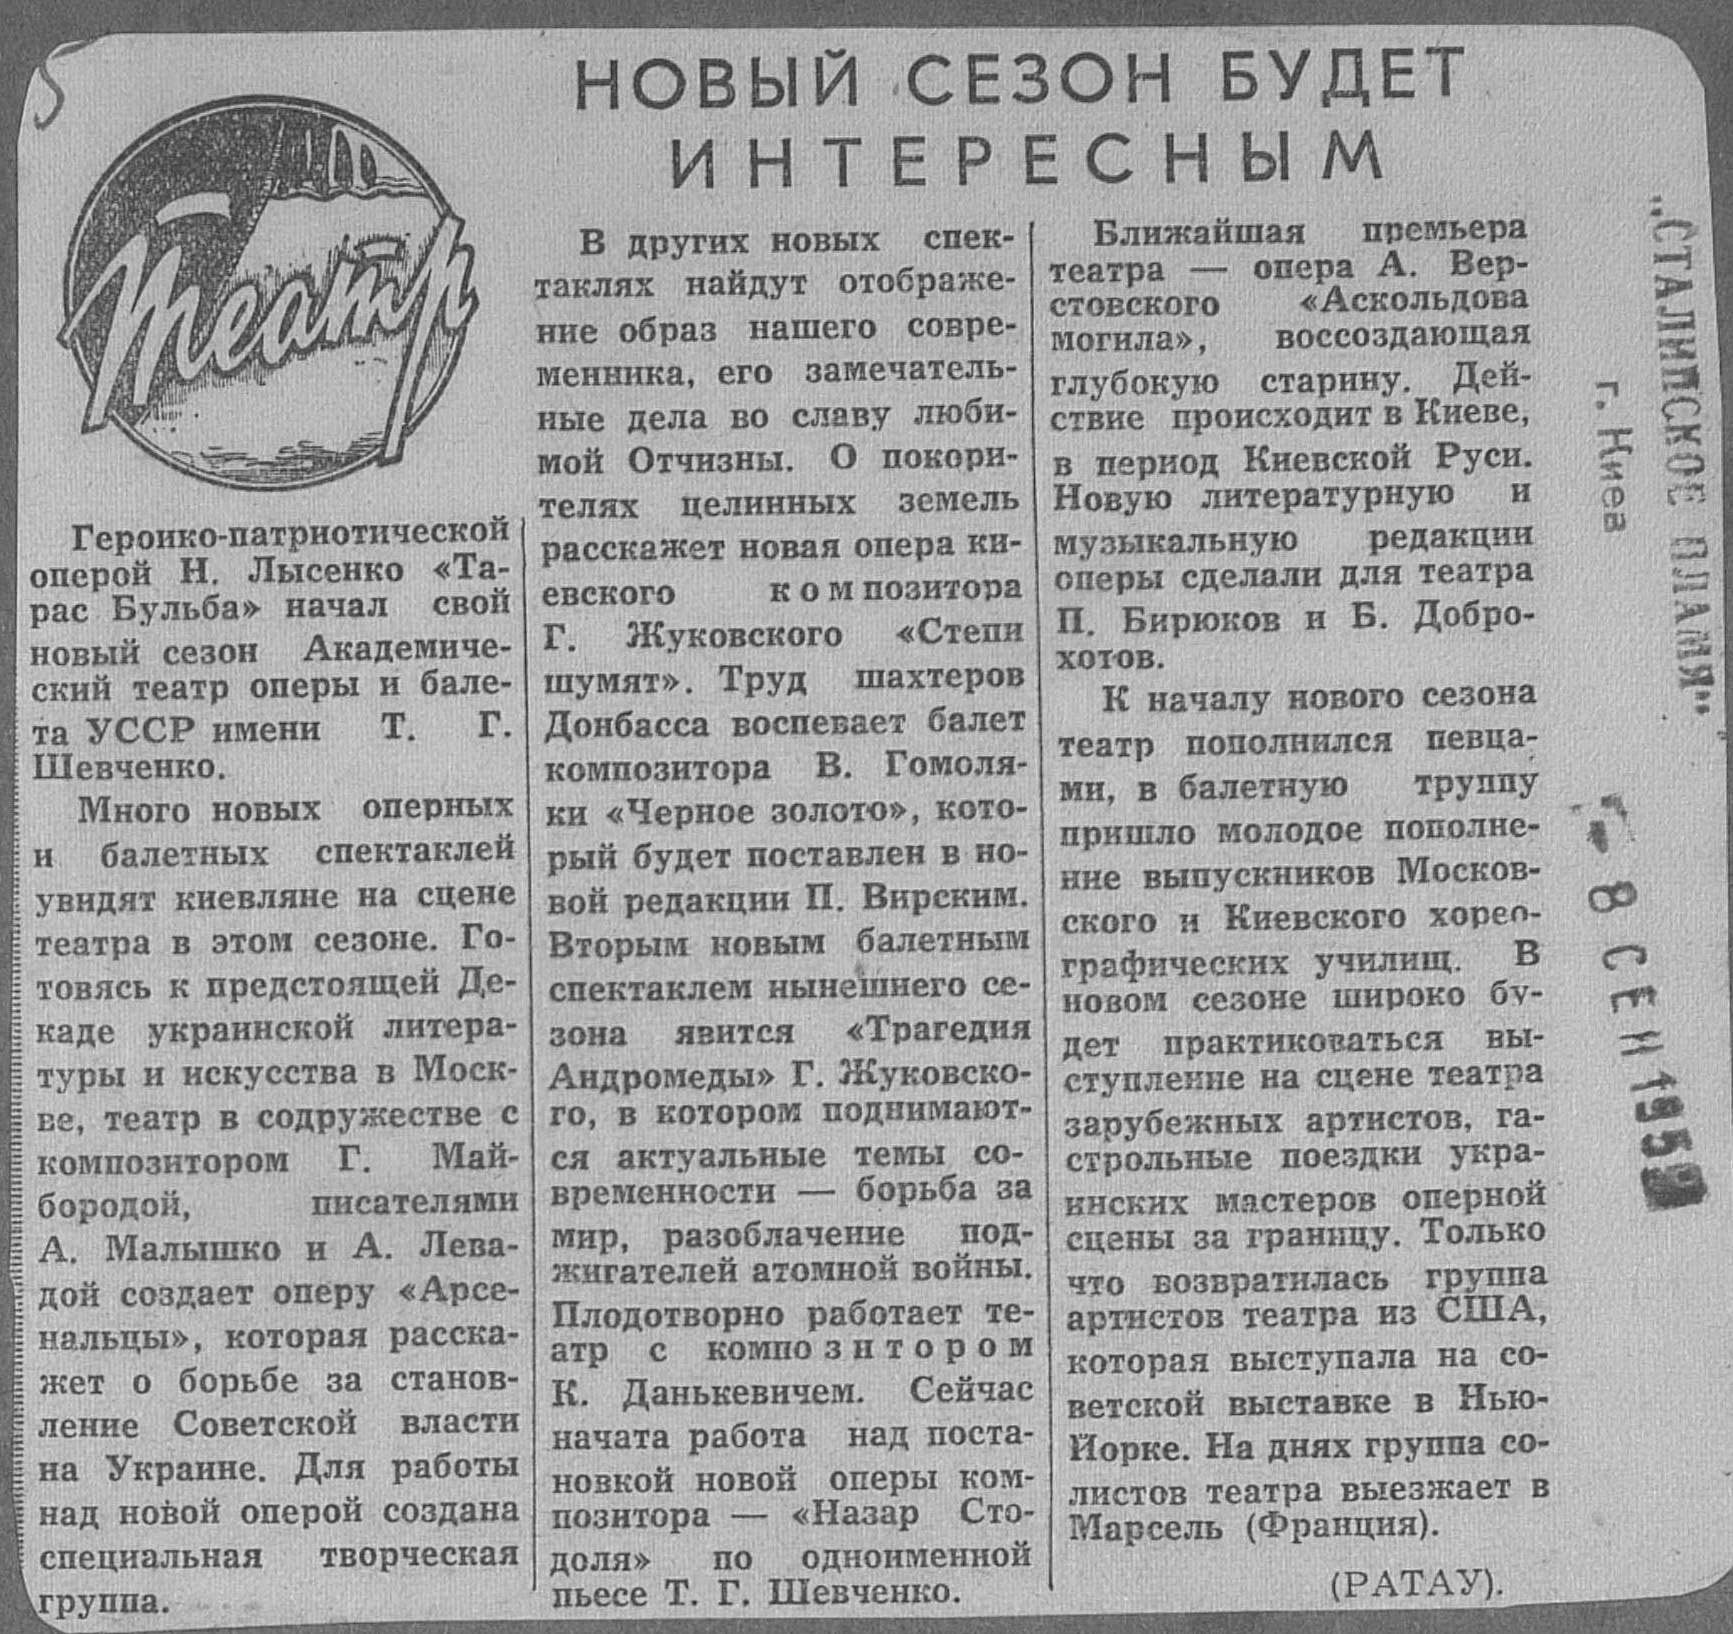 НОВЫЙ СЕЗОН БУДЕТ
ИНТЕРЕСНЫМ
Театр
Героико-патриотической
оперой Н. Лысенко «Та-
рас Бульба» начал свой
новый сезон Академиче-
ский театр оперы и бале-
та УССР имени Т. Г.
Шевченко.
Много новых оперных
и балетных спектаклей
увидят киевляне на сцене
театра в этом сезоне. Го-
товясь к предстоящей Де-
каде украинской литера-
туры и искусства в Моск-
ве, театр в содружестве с
композитором Г. Май-
бородой, писателями
А. Малышко и А. Лева-
дой создает оперу «Арсе-
нальцы», которая расска-
жет о борьбе за станов-
ление Советской власти
на Украине. Для работы
над новой оперой создана
специальная творческая
группа.
В других новых спек-
таклях найдут отображе-
ние образ нашего совре-
менника, его замечатель-
ные дела во славу люби-
мой Отчизны. О покори-
телях целинных земель
расскажет новая опера ки-
евского композитора
Г. Жуковского «Степи
шумят». Труд шахтеров
Донбасса воспевает балет
композитора В. Гомоля-
ки «Черное золото», кото-
рый будет поставлен в но-
вой редакции П. Вирским.
Вторым новым балетным
спектаклем нынешнего се-
зона явится «Трагедия
Андромеды» Г. Жуковско-
го, в котором поднимают-
ся актуальные темы со-
временности — борьба за
мир, разоблачение под-
жигателей атомной войны.
Плодотворно работает те-
атр с композитором
К. Данькевичем. Сейчас
начата работа над поста-
новкой новой оперы ком-
позитора — «Назар Сто-
доля» по одноименной
пьесе Т. Г. Шевченко.
Ближайшая премьера
театра — опера А. Вер-
стовского «Аскольдова
могила», воссоздающая
глубокую старину. Дей-
ствие происходит в Киеве,
в период Киевской Руси.
Новую литературную и
музыкальную редакции
оперы сделали для театра
П. Бирюков и Б. Добро-
хотов.
К началу нового сезона
театр пополнился певца-
ми, в балетную труппу
пришло молодое пополне-
ние выпускников Москов-
ского и Киевского хорео-
графических училищ. В
новом сезоне широко бу-
дет практиковаться вы-
ступление на сцене театра
зарубежных артистов, га-
строльные поездки укра-
инских мастеров оперной
сцены за границу. Только
что возвратилась группа
артистов театра из США,
которая выступала на со-
ветской выставке в Нью-
Йорке. На днях группа со-
листов театра выезжает в
Марсель (Франция).
(РАТАУ).
„СТАЛИНСКОЕ ПЛАМЯ"
г. Киев
- 8 СЕН 1959
5